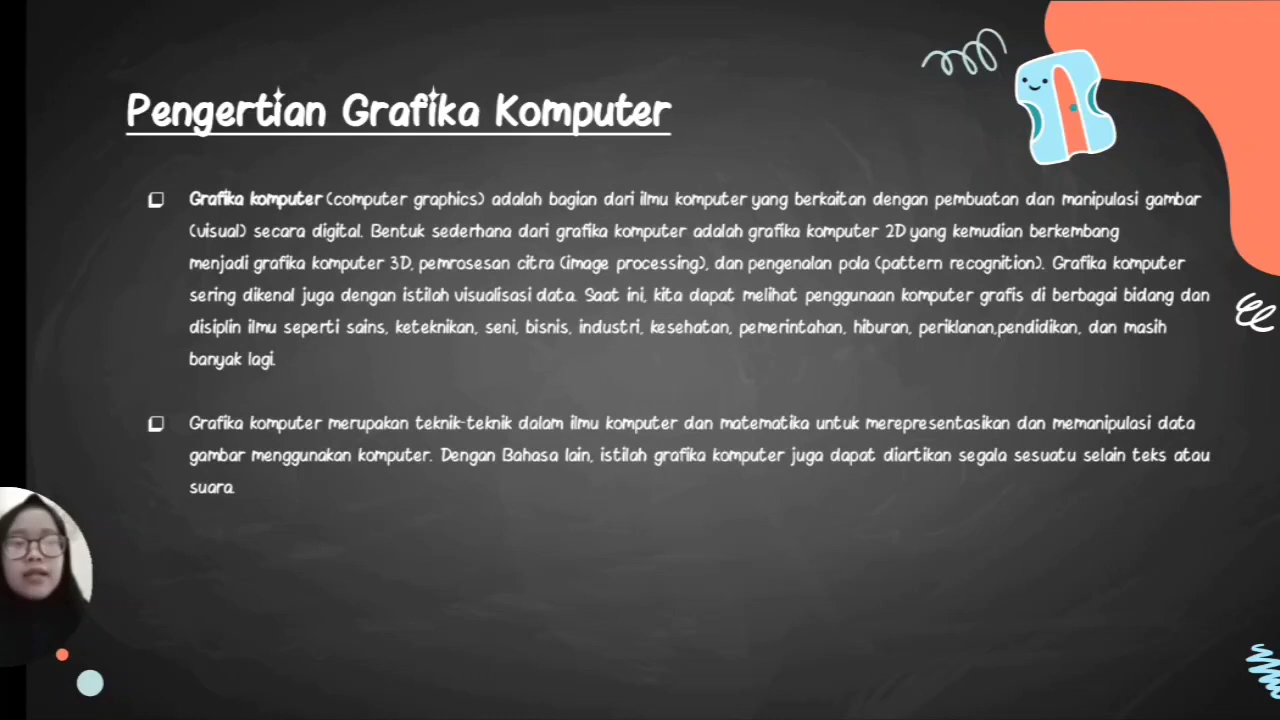 Pengertian Grafika Komputer
Grafika komputer (computer graphics) adalah bagian dari ilmu komputer yang berkaitan dengan pembuatan dan manipulasi gambar
(visual) secara digital. Bentuk sederhana dari grafika komputer adalah grafika komputer 2D yang kemudian berkembang
menjadi grafika komputer 3D, pemrosesan citra (image processing), dan pengenalan pola (pattern recognition). Grafika komputer
sering dikenal juga dengan istilah visualisasi data. Saat ini, kita dapat melihat penggunaan komputer grafis di berbagai bidang dan
disiplin ilmu seperti sains, keteknikan, seni, bisnis, industri, kesehatan, pemerintahan, hiburan, periklanan,pendidikan, dan masih
banyak lagi.
Grafika komputer merupakan teknik-teknik dalam ilmu komputer dan matematika untuk merepresentasikan dan memanipulasi data
gambar menggunakan komputer. Dengan Bahasa lain, istilah grafika komputer juga dapat diartikan segala sesuatu selain teks atau
suara.